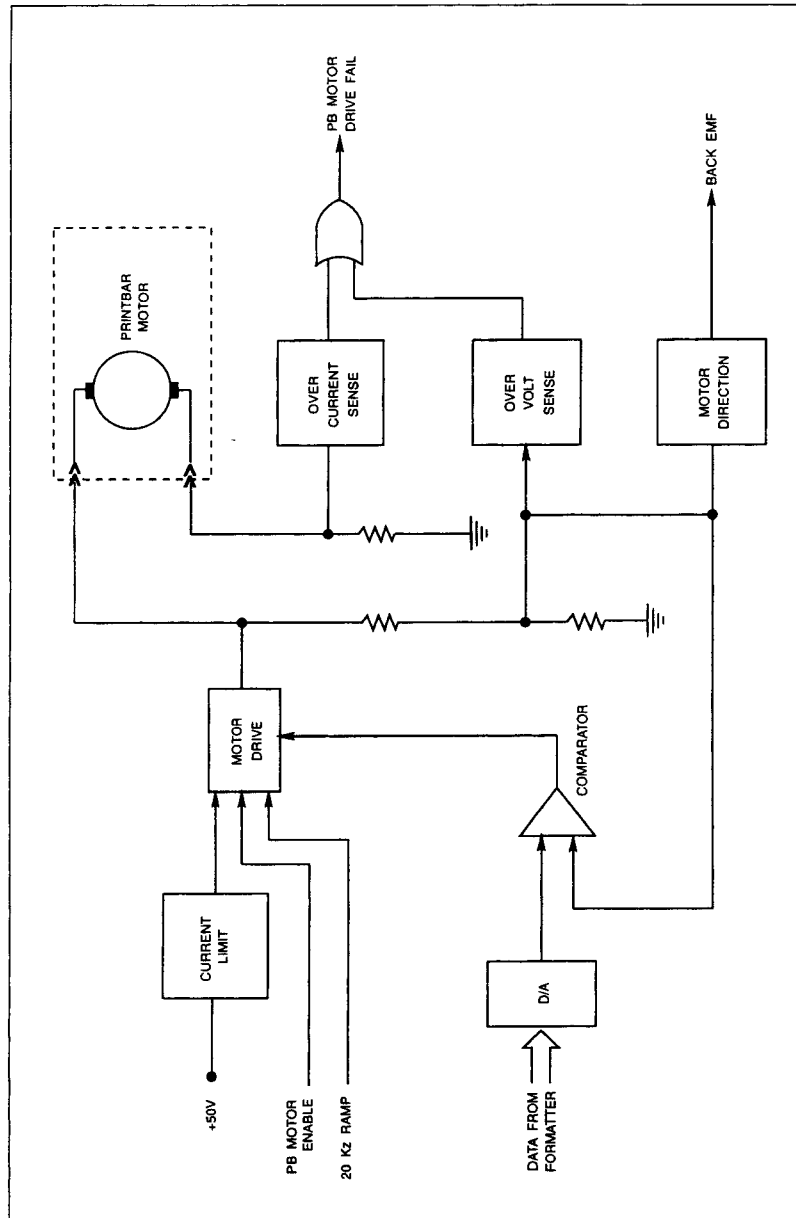 +50V
CURRENT
LIMIT
PB MOTOR
ENABLE
20 Kz RAMP
DATA FROM
FORMATTER
D/A
MOTOR
DRIVE
COMPARATOR
PRINTBAR
MOTOR
OVER
CURRENT
SENSE
OVER
VOLT
SENSE
MOTOR
DIRECTION
PB MOTOR
DRIVE FAIL
BACK EMF